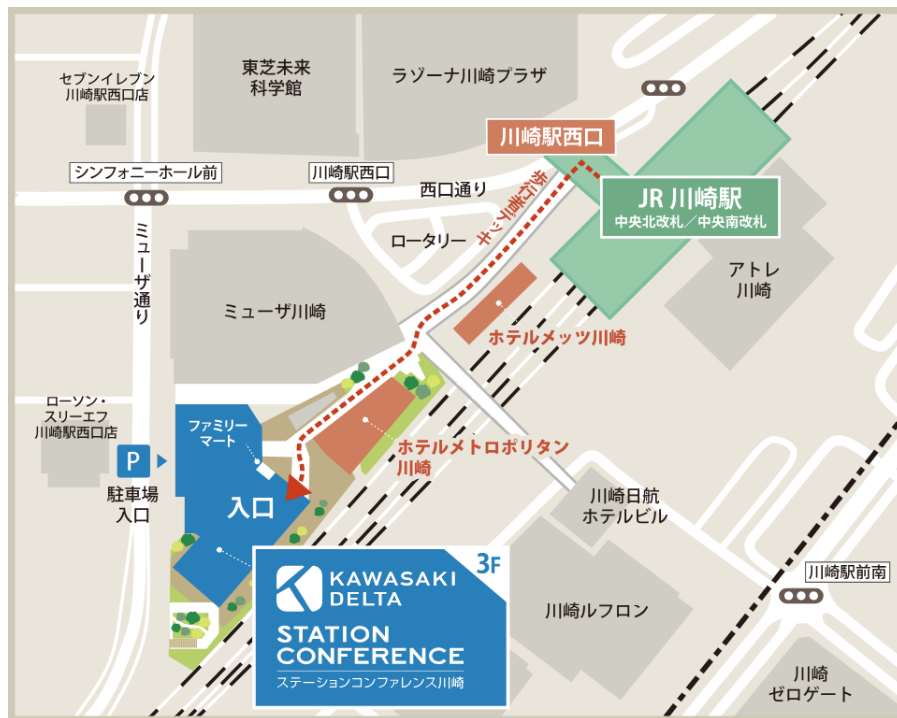 セブンイレブン
川崎駅西口店
東芝未来
科学館
ラゾーナ川崎プラザ
川崎駅西口
シンフォニーホール前
川崎駅西口
西口通り
歩行者デッキ
JR 川崎駅
中央北改札／中央南改札
ロータリー
ミューザ通り
アトレ
川崎
ミューザ川崎
ホテルメッツ川崎
ローソン・
スリーエフ
川崎駅西口店
ファミリー
マート
ホテルメトロポリタン
川崎
P
駐車場
入口
入口
川崎日航
ホテルビル
3F
KAWASAKI
DELTA
STATION
CONFERENCE
ステーションコンファレンス川崎
川崎ルフロン
川崎駅前南
川崎
ゼロゲート